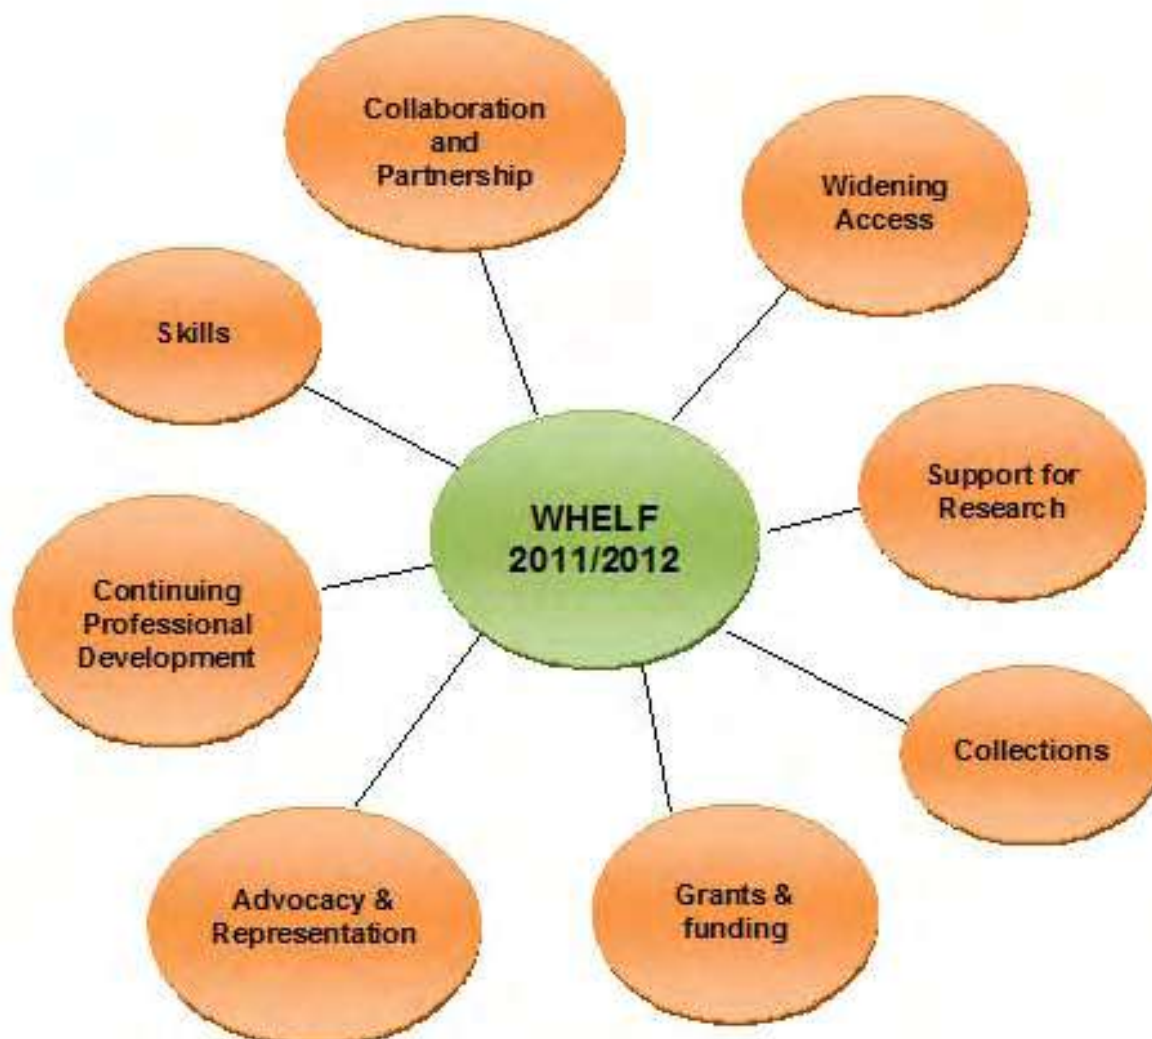 Collaboration
and
Partnership
Widening
Access
Skills
Support for
Research
WHELF
2011/2012
Continuing
Professional
Development
Collections
Advocacy &
Representation
Grants &
funding